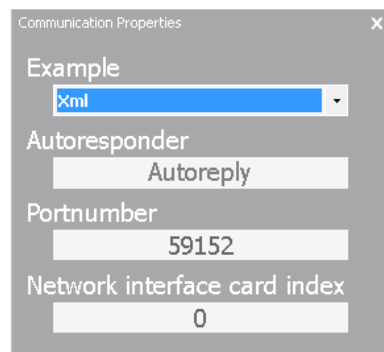 Communication Properties
Example
Xml
Autoresponder
Autoreply
Portnumber
59152
Network interface card index
0